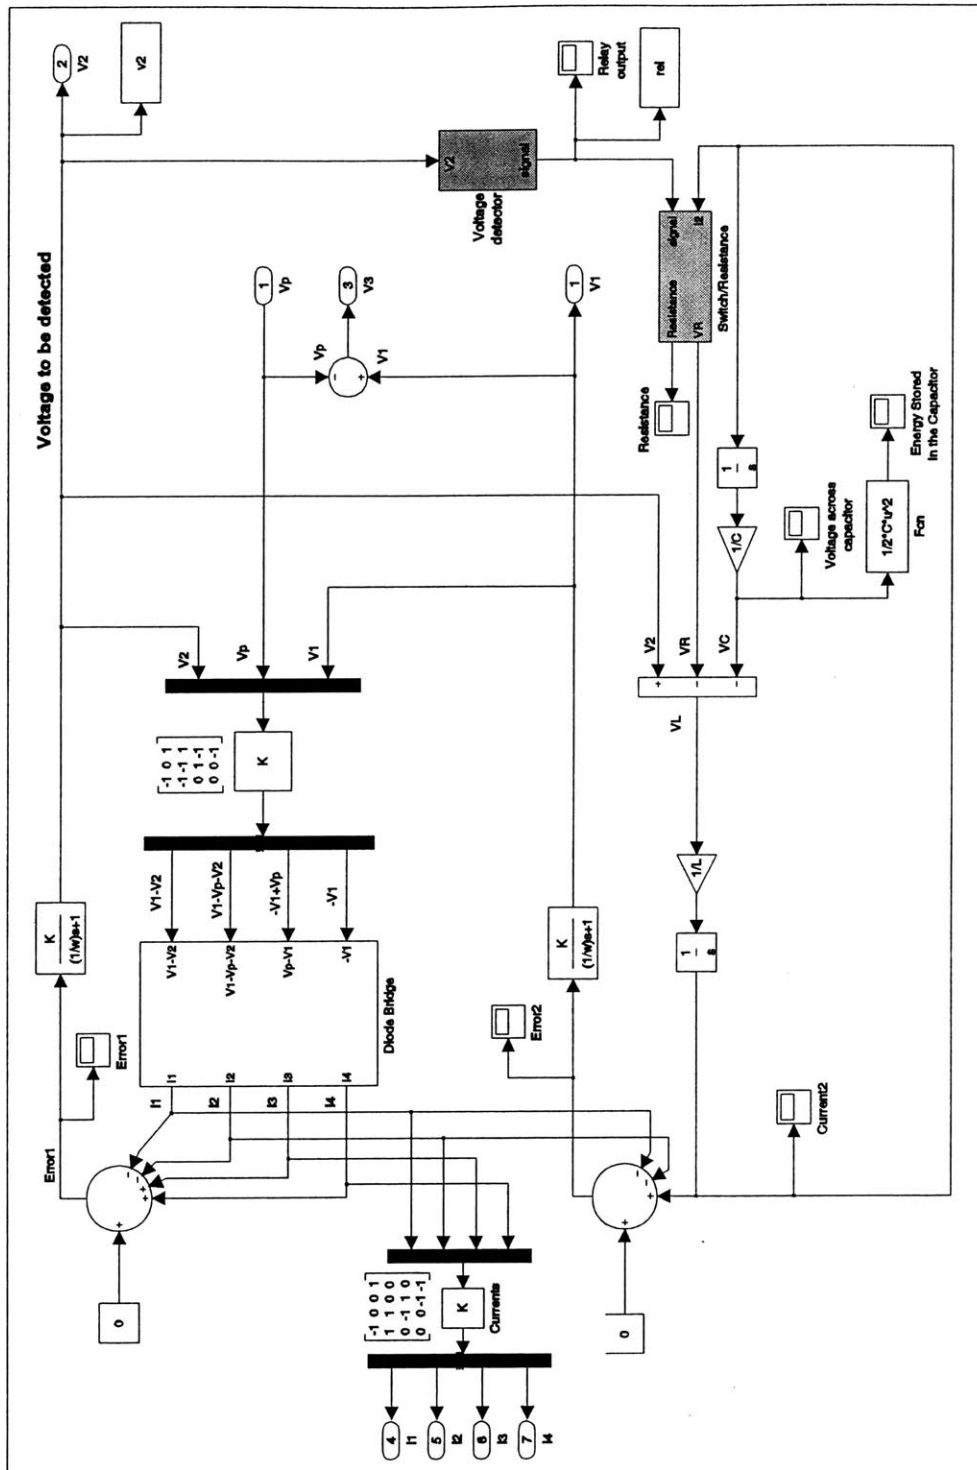 Voltage to be detected
2
V2
v2
V2
signal
Voltage
detector
Relay
output
rel
signal
I2
Resistance
VR
Switch/Resistance
Resistance
1
Vp
3
V3
Vp
-
+
V1
1
V1
1
s
1/C
Voltage across
capacitor
1/2*C*u^2
Fcn
Energy Stored
in the Capacitor
V2
Vp
V1
-1 0 1
-1 -1 1
0 1 -1
0 0 -1
K
V2
VR
VC
+
-
-
VL
1/L
1
s
V1-V2
V1-Vp-V2
-V1+Vp
-V1
V1-V2
V1-Vp-V2
Vp-V1
-V1
I1
I2
I3
I4
Diode Bridge
I1
I2
I3
I4
K
(1/w)s+1
K
(1/w)s+1
Error1
Error1
Error2
Current2
+
-
-
+
+
0
+
-
-
+
0
-1 0 0 1
1 1 0 0
0 -1 1 0
0 0 -1 -1
K
Currents
4
I1
5
I2
6
I3
7
I4